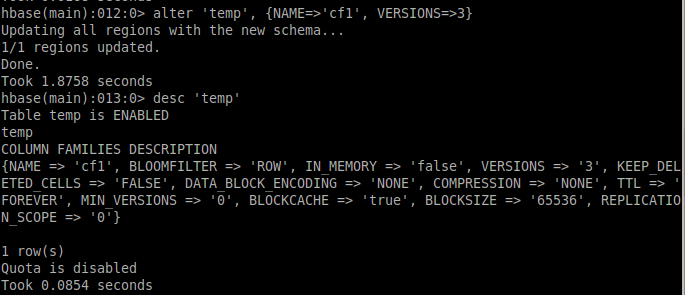 hbase(main):012:0> alter 'temp', {NAME=>'cf1', VERSIONS=>3}
Updating all regions with the new schema...
1/1 regions updated.
Done.
Took 1.8758 seconds
hbase(main):013:0> desc 'temp'
Table temp is ENABLED
temp
COLUMN FAMILIES DESCRIPTION
{NAME => 'cf1', BLOOMFILTER => 'ROW', IN_MEMORY => 'false', VERSIONS => '3', KEEP_DEL
ETED_CELLS => 'FALSE', DATA_BLOCK_ENCODING => 'NONE', COMPRESSION => 'NONE', TTL => '
FOREVER', MIN_VERSIONS => '0', BLOCKCACHE => 'true', BLOCKSIZE => '65536', REPLICATIO
N_SCOPE => '0'}
1 row(s)
Quota is disabled
Took 0.0854 seconds